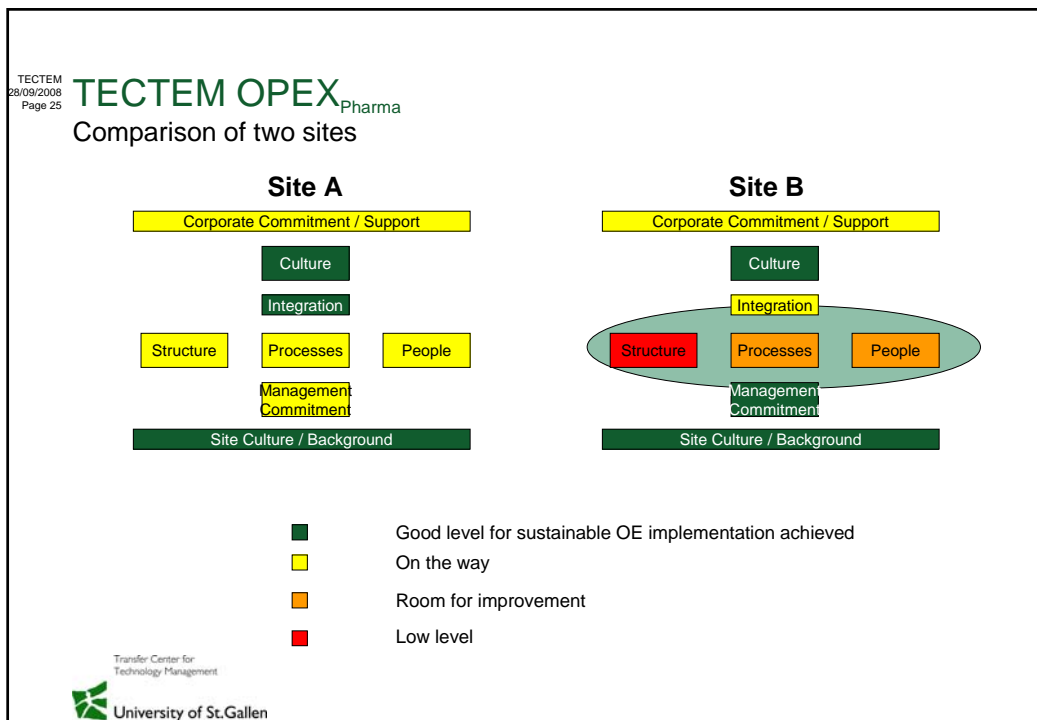 TECTEM
28/09/2008
Page 25
TECTEM OPEX Pharma
Comparison of two sites
Site A
Corporate Commitment / Support
Culture
Integration
Structure
Processes
People
Management
Commitment
Site Culture / Background
Site B
Corporate Commitment / Support
Culture
Integration
Structure
Processes
People
Management
Commitment
Site Culture / Background
Good level for sustainable OE implementation achieved
On the way
Room for improvement
Low level
Transfer Center for
Technology Management
University of St.Gallen